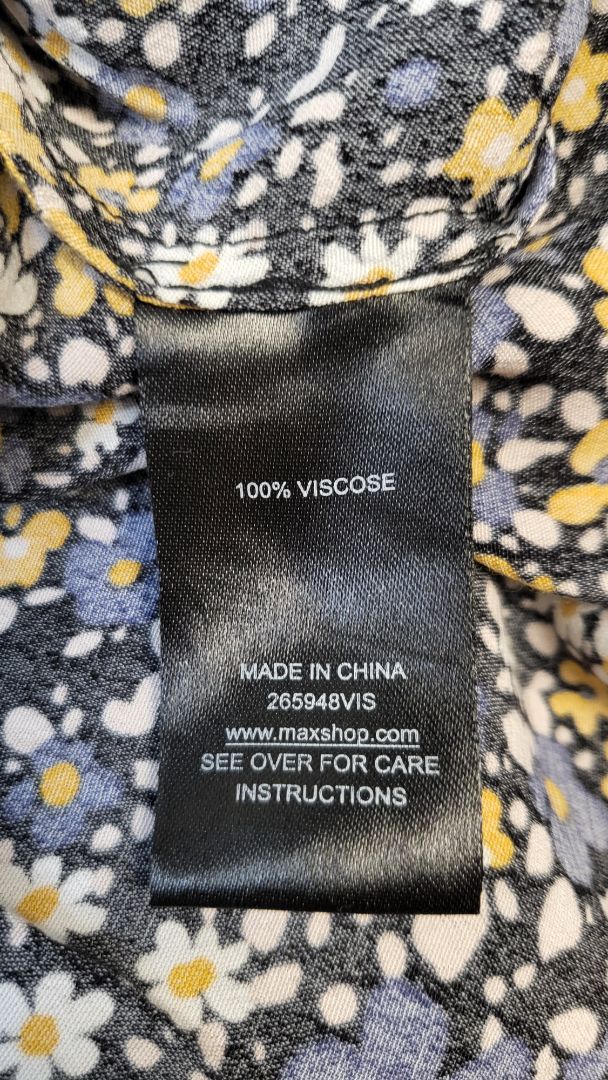 100% VISCOSE
MADE IN CHINA
265948VIS
www.maxshop.com
SEE OVER FOR CARE
INSTRUCTIONS